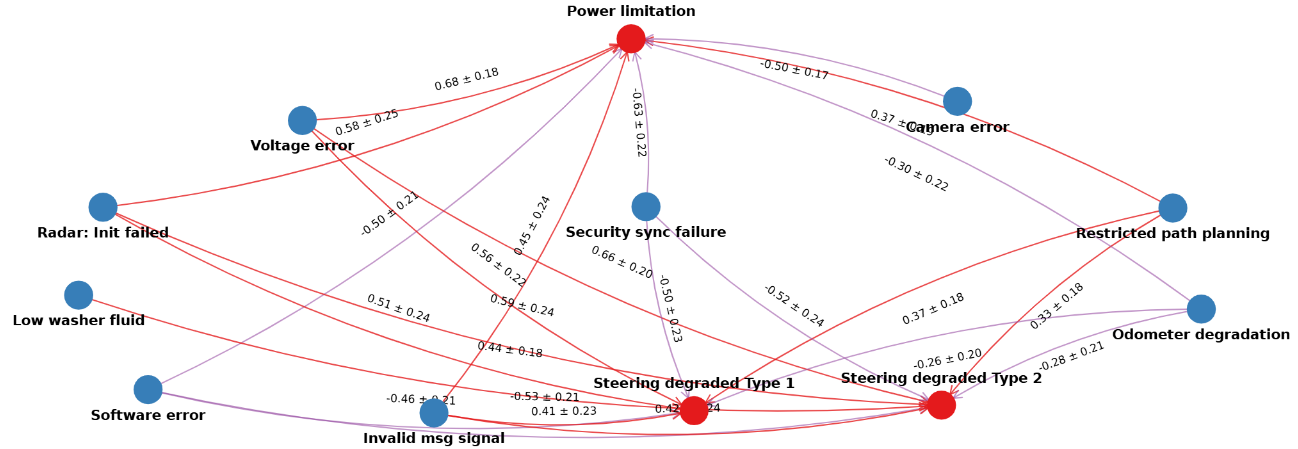 Power limitation
-0.50 ± 0.17
0.68 ± 0.18
0.58 ± 0.25
-0.63 ± 0.22
0.37 ±
Camera error
Voltage error
-0.30 ± 0.22
-0.50 ± 0.21
0.45 ± 0.24
Radar: Init failed
Security sync failure
Restricted path planning
0.56 ± 0.22
0.66 ± 0.20
0.51 ± 0.24
0.59 ± 0.24
-0.50 ± 0.23
-0.52 ± 0.24
0.37 ± 0.18
0.33 ± 0.18
Low washer fluid
Odometer degradation
0.44 ± 0.18
-0.26 ± 0.20
-0.28 ± 0.21
Steering degraded Type 1
Steering degraded Type 2
-0.46 ± 0.21
-0.53 ± 0.21
0.41 ± 0.23
Software error
Invalid msg signal